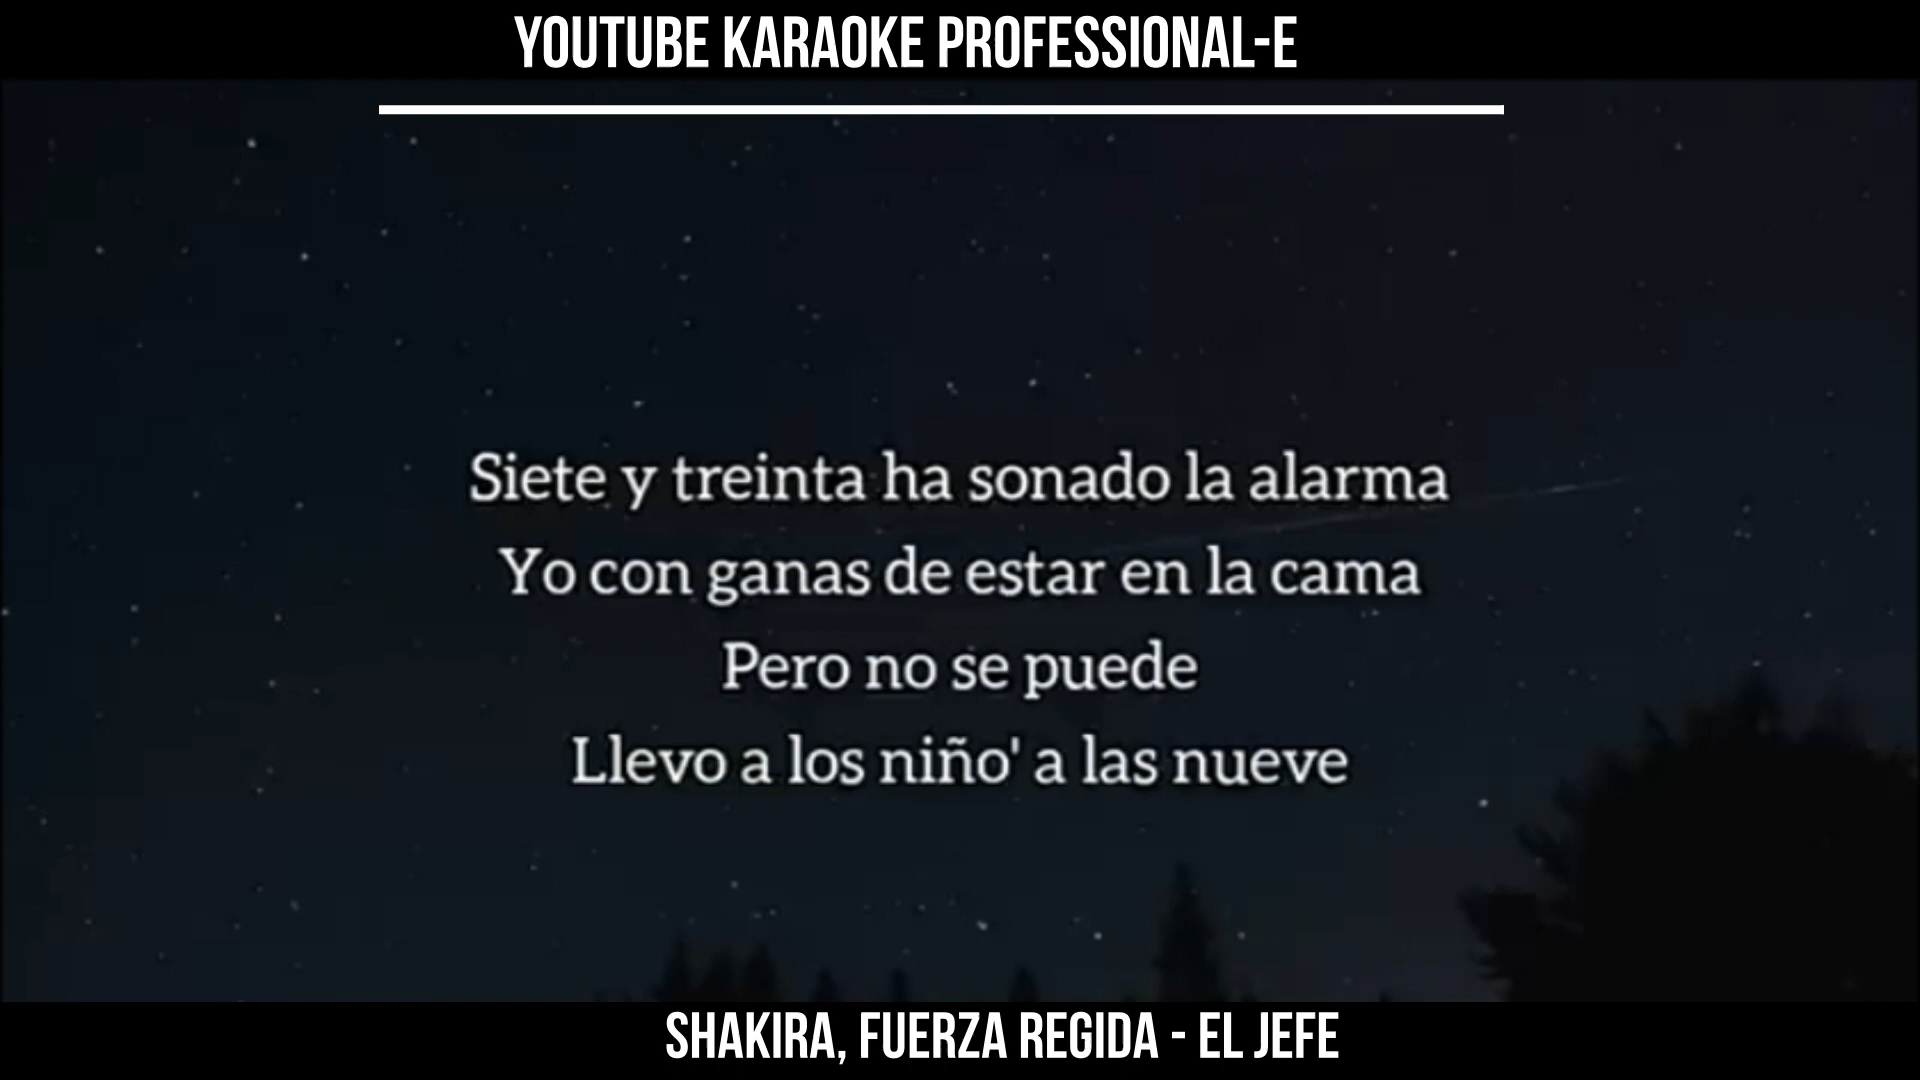 YOUTUBE KARAOKE PROFESSIONAL-E
Siete y treinta ha sonado la alarma
Yo con ganas de estar en la cama
Pero no se puede
Llevo a los niño' a las nueve
SHAKIRA, FUERZA REGIDA - EL JEFE